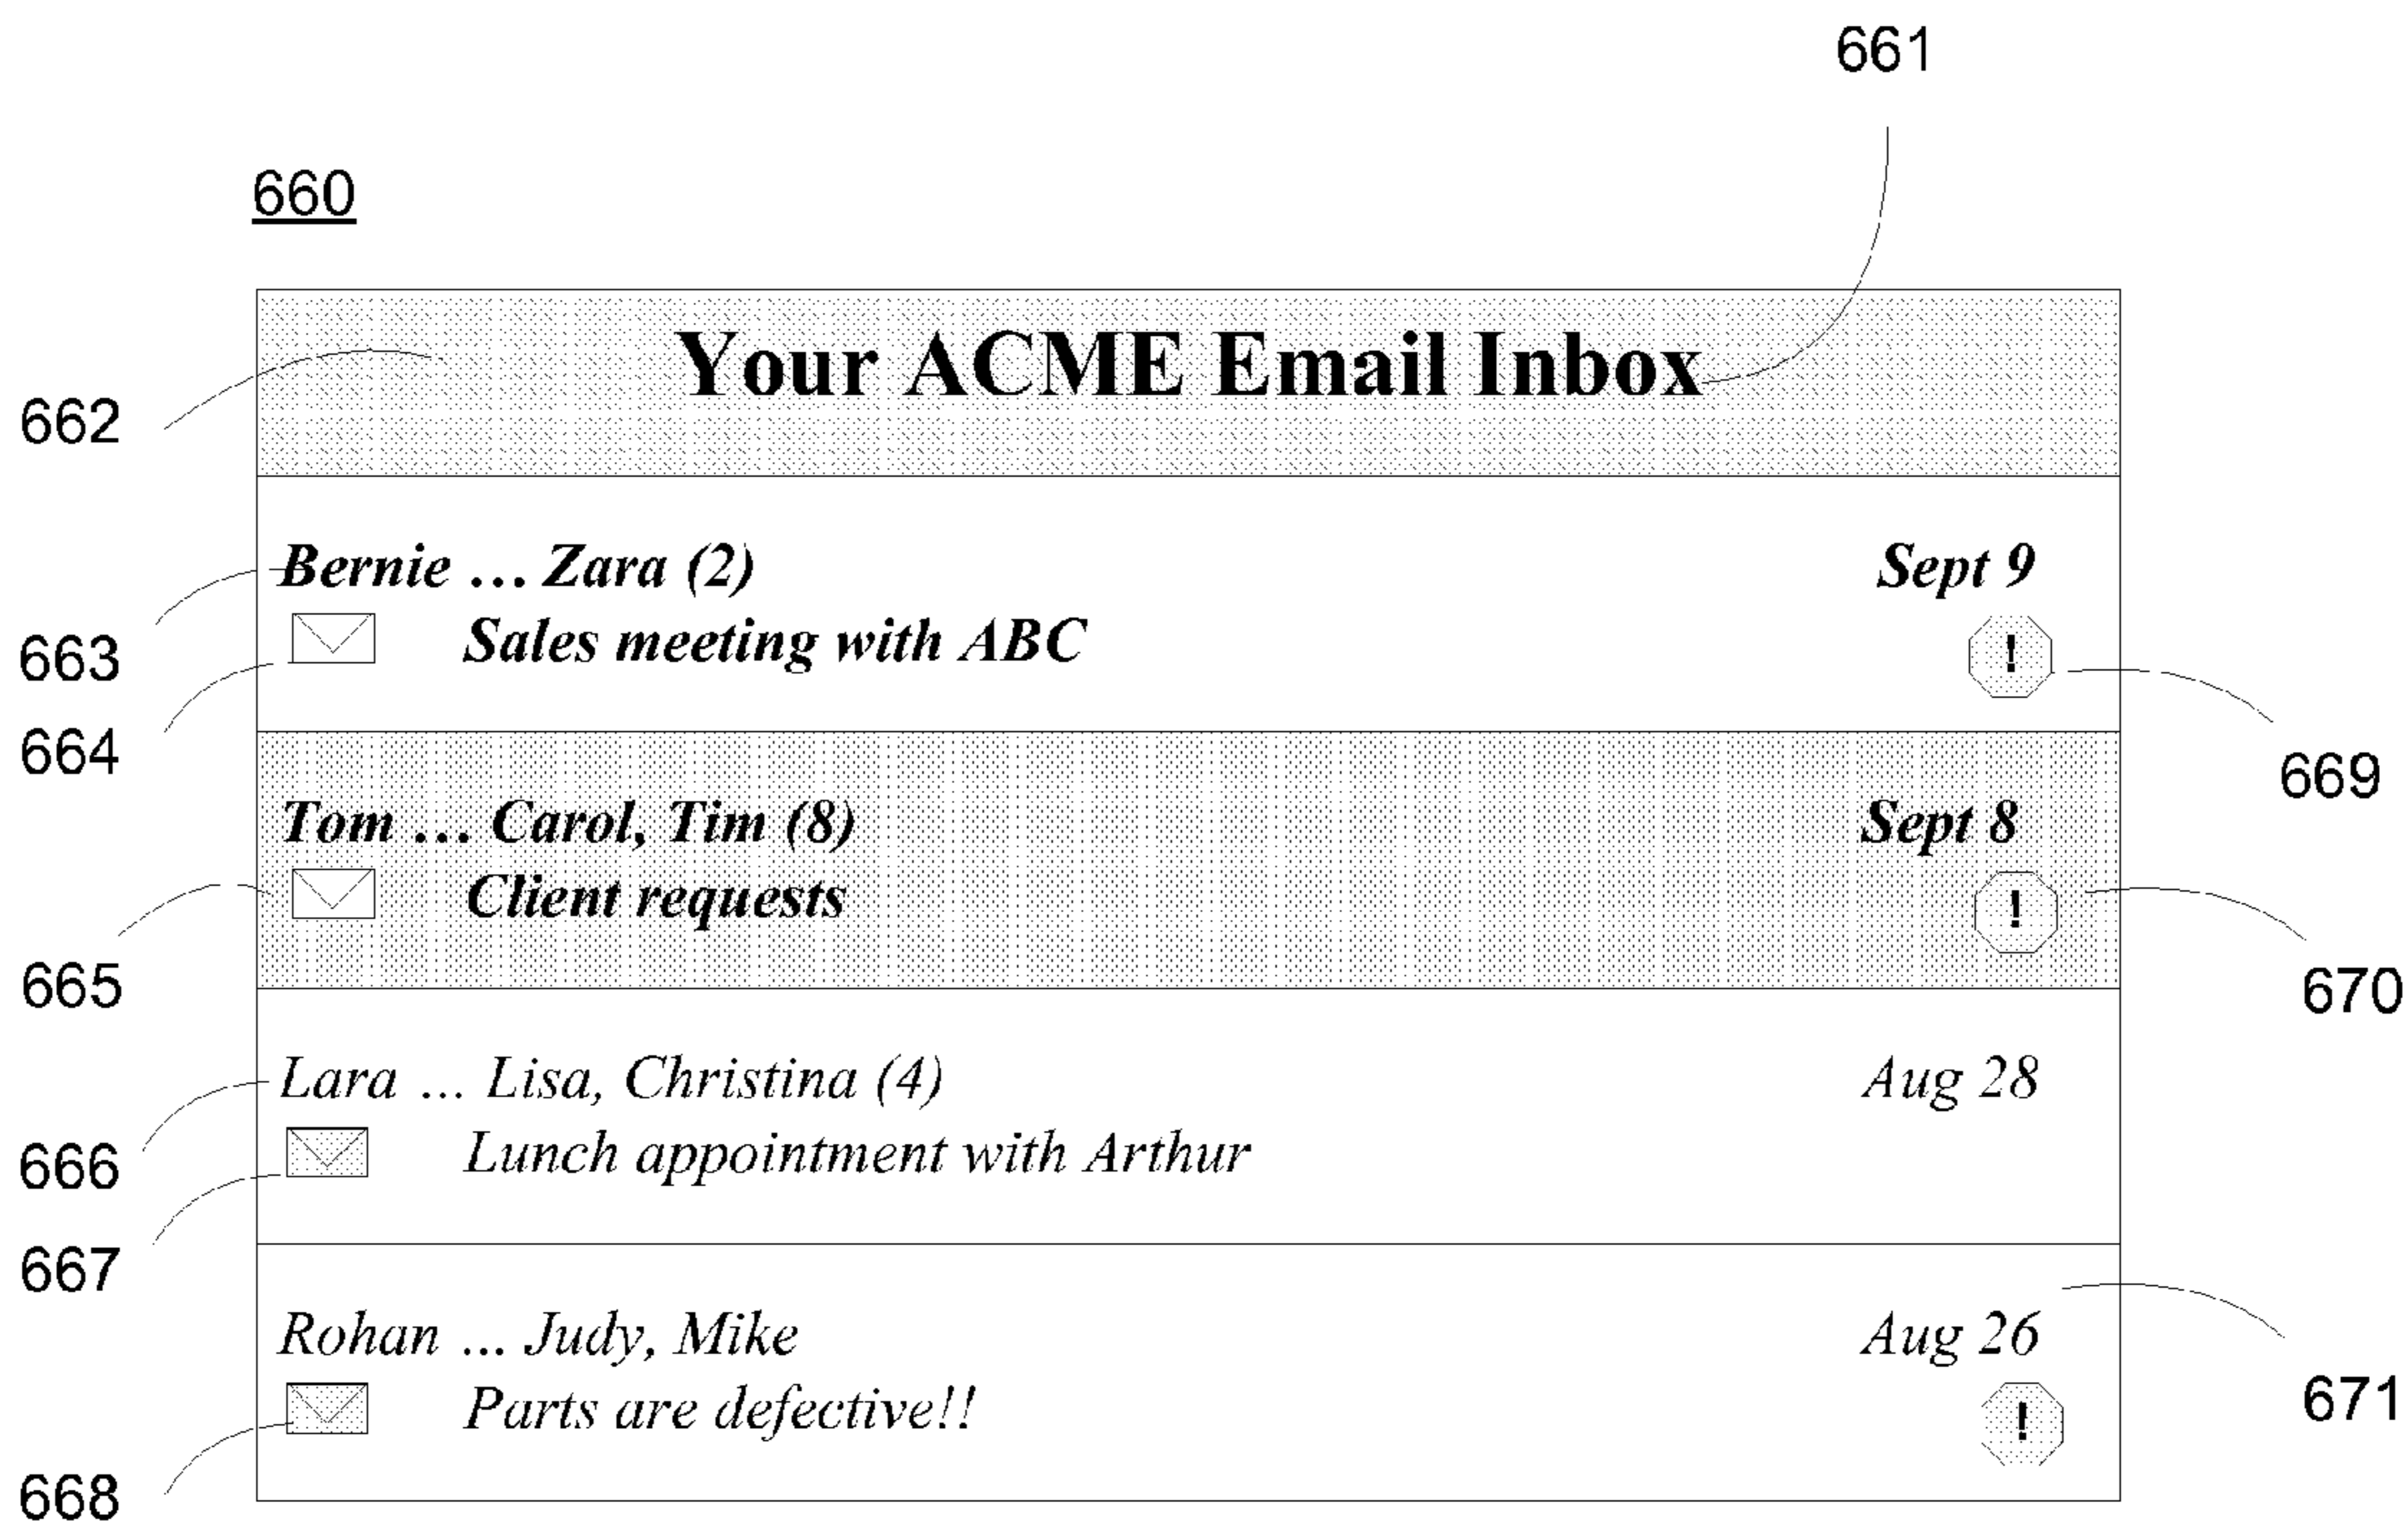 661
660
Your ACME Email Inbox
662
Bernie ... Zara (2) Sept 9
663
Sales meeting with ABC !
664
669
Tom ... Carol, Tim (8) Sept 8
Client requests !
665
670
Lara ... Lisa, Christina (4) Aug 28
666
Lunch appointment with Arthur
667
Rohan ... Judy, Mike Aug 26
671
Parts are defective!! !
668